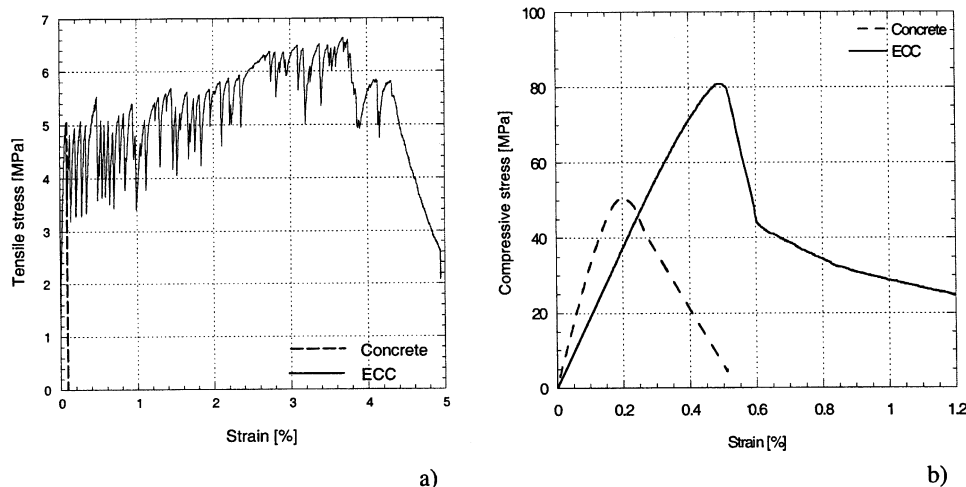 7
6
5
4
3
2
1
0
Tensile stress [MPa]
Concrete
ECC
0 1 2 3 4 5
Strain [%]
a)
100
80
60
40
20
0
Compressive stress [MPa]
Concrete
ECC
0 0.2 0.4 0.6 0.8 1 1.2
Strain [%]
b)